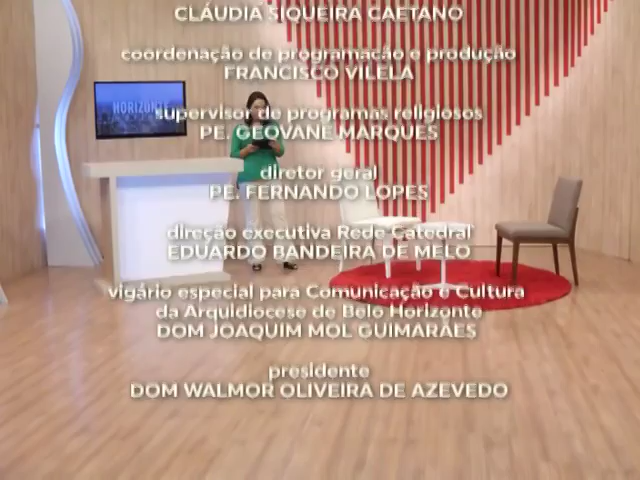 CLÁUDIA SIQUEIRA CAETANO
coordenação de programação e produção
FRANCISCO VILELA
supervisor de programas religiosos
PE. GEOVANE MARQUES
diretor geral
PE. FERNANDO LOPES
direção executiva Rede Catedral
EDUARDO BANDEIRA DE MELO
vigário especial para Comunicação e Cultura
da Arquidiocese de Belo Horizonte
DOM JOAQUIM MOL GUIMARÃES
presidente
DOM WALMOR OLIVEIRA DE AZEVEDO
HORIZONTE